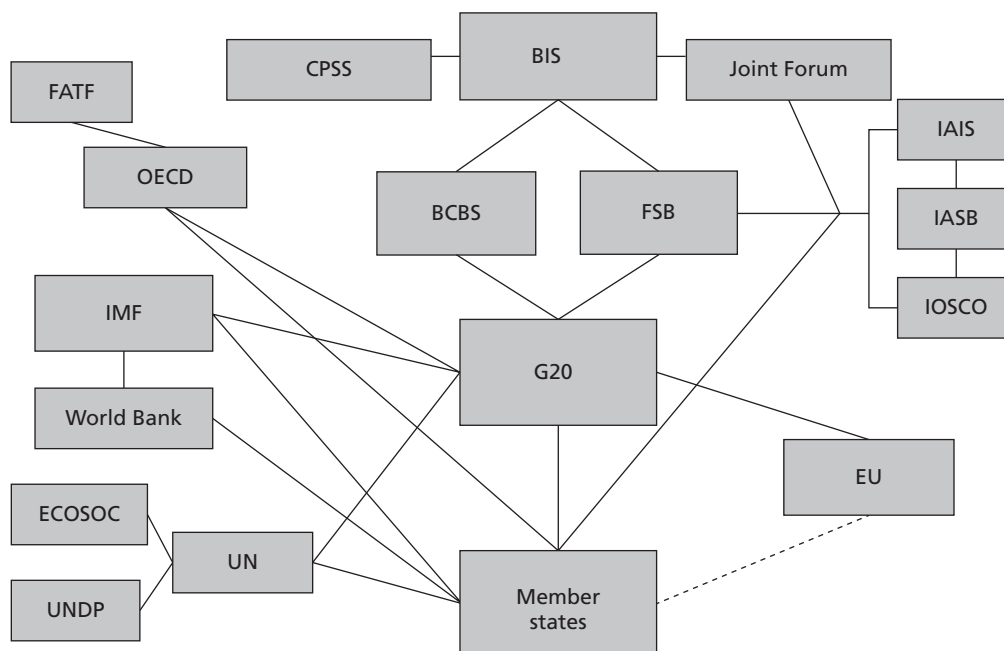 CPSS
BIS
Joint Forum
FATF
IAIS
OECD
BCBS
FSB
IASB
IMF
IOSCO
G20
World Bank
EU
ECOSOC
UN
UNDP
Member
states